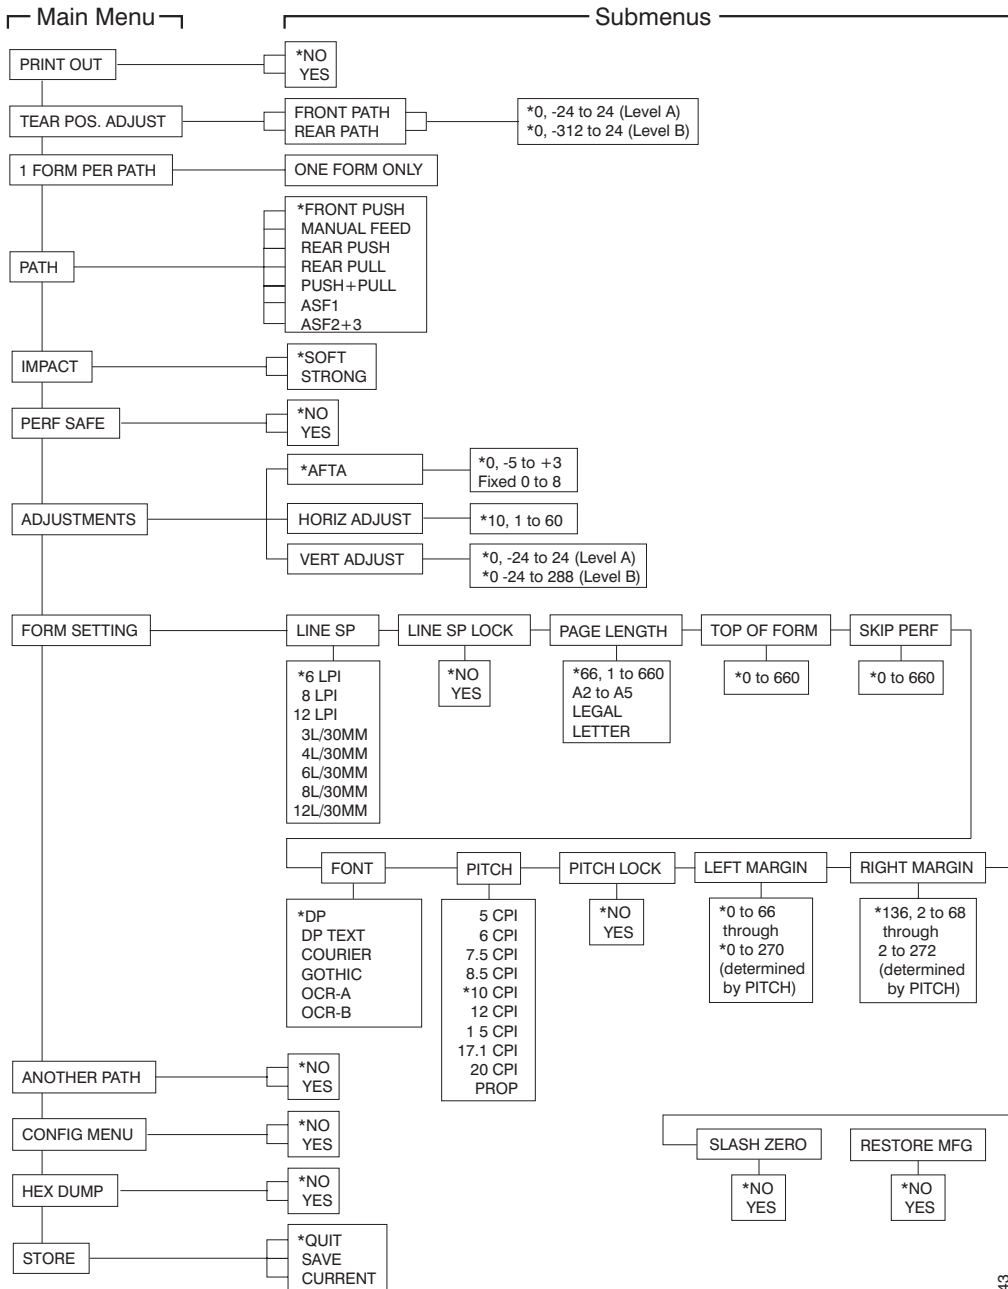 Main Menu
Submenus
PRINT OUT
*NO
YES
TEAR POS. ADJUST
FRONT PATH
REAR PATH
*0, -24 to 24 (Level A)
*0, -312 to 24 (Level B)
1 FORM PER PATH
ONE FORM ONLY
PATH
*FRONT PUSH
MANUAL FEED
REAR PUSH
REAR PULL
PUSH+PULL
ASF1
ASF2+3
IMPACT
*SOFT
STRONG
PERF SAFE
*NO
YES
ADJUSTMENTS
*AFTA
*0, -5 to +3
Fixed 0 to 8
HORIZ ADJUST
*10, 1 to 60
VERT ADJUST
*0, -24 to 24 (Level A)
*0 -24 to 288 (Level B)
FORM SETTING
LINE SP
*6 LPI
8 LPI
12 LPI
3L/30MM
4L/30MM
6L/30MM
8L/30MM
12L/30MM
LINE SP LOCK
*NO
YES
PAGE LENGTH
*66, 1 to 660
A2 to A5
LEGAL
LETTER
TOP OF FORM
*0 to 660
SKIP PERF
*0 to 660
FONT
*DP
DP TEXT
COURIER
GOTHIC
OCR-A
OCR-B
PITCH
5 CPI
6 CPI
7.5 CPI
8.5 CPI
*10 CPI
12 CPI
1 5 CPI
17.1 CPI
20 CPI
PROP
PITCH LOCK
*NO
YES
LEFT MARGIN
*0 to 66
through
*0 to 270
(determined
by PITCH)
RIGHT MARGIN
*136, 2 to 68
through
2 to 272
(determined
by PITCH)
SLASH ZERO
*NO
YES
RESTORE MFG
*NO
YES
ANOTHER PATH
*NO
YES
CONFIG MENU
*NO
YES
HEX DUMP
*NO
YES
STORE
*QUIT
SAVE
CURRENT